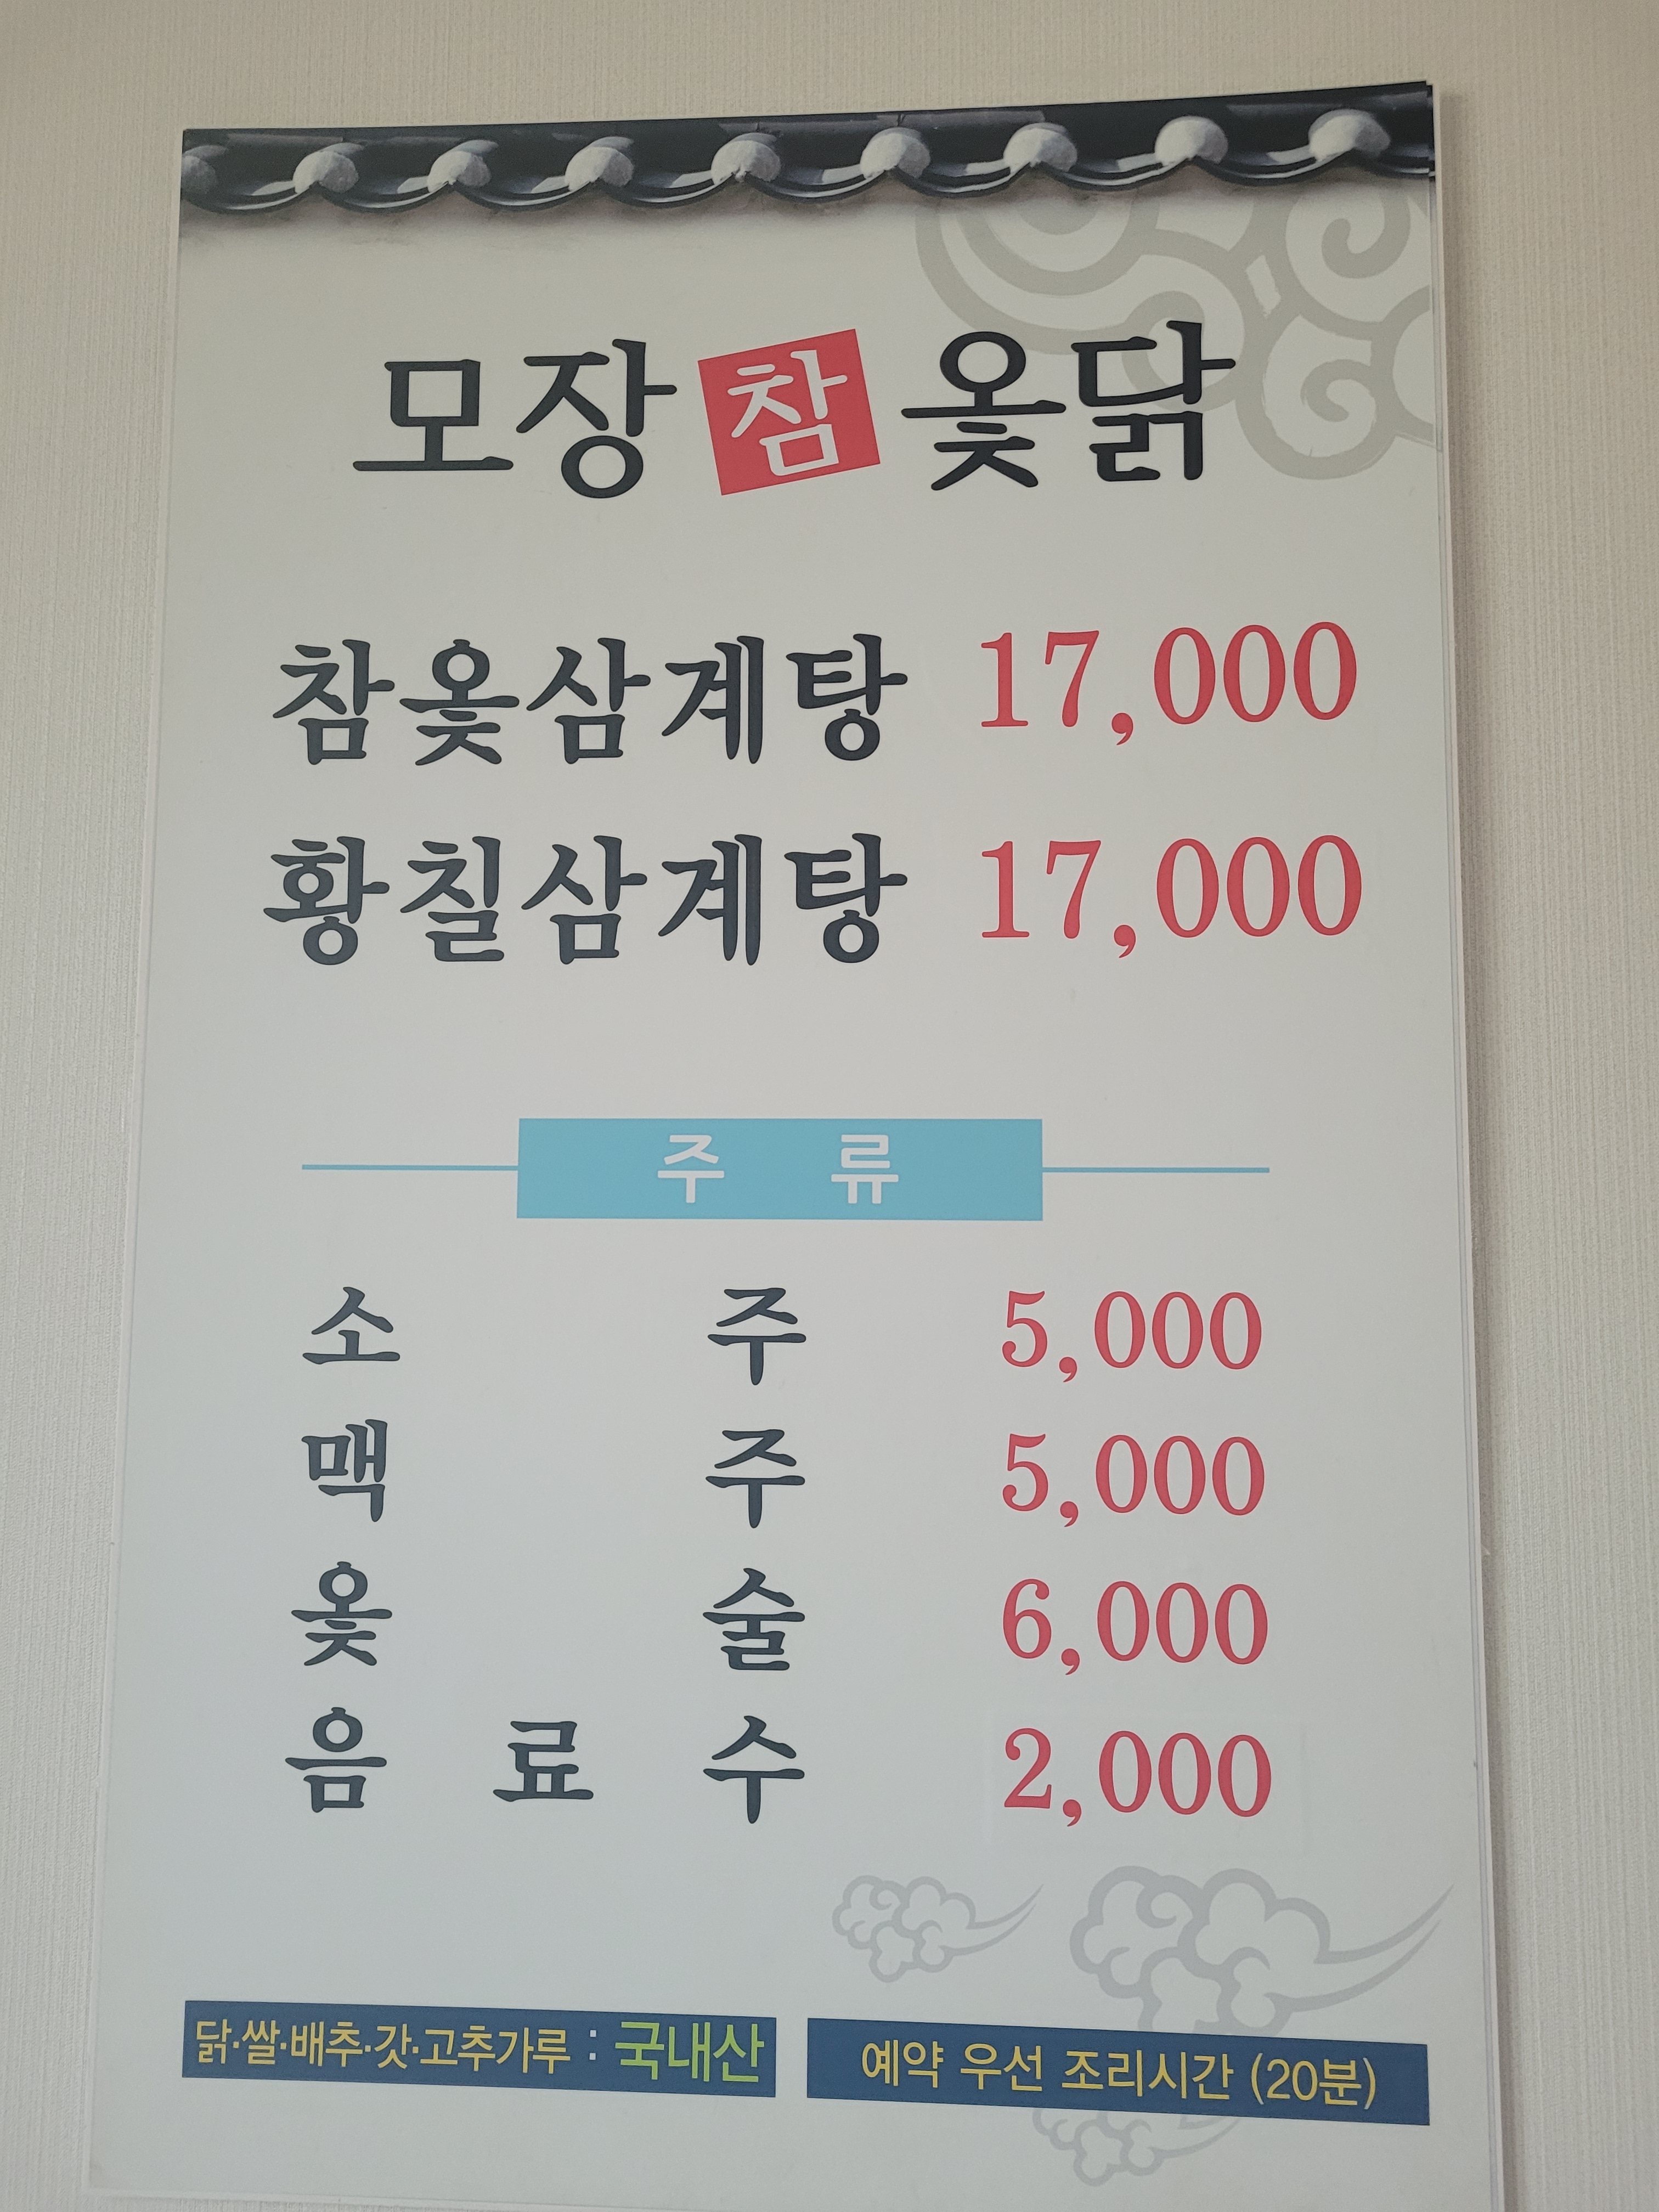 모장 참 옻닭
참옻삼계탕 17,000
황칠삼계탕 17,000
주 류
소 주 5,000
맥 주 5,000
옻 술 6,000
음 료 수 2,000
닭·쌀·배추·갓·고추가루 : 국내산
예약 우선 조리시간 (20분)